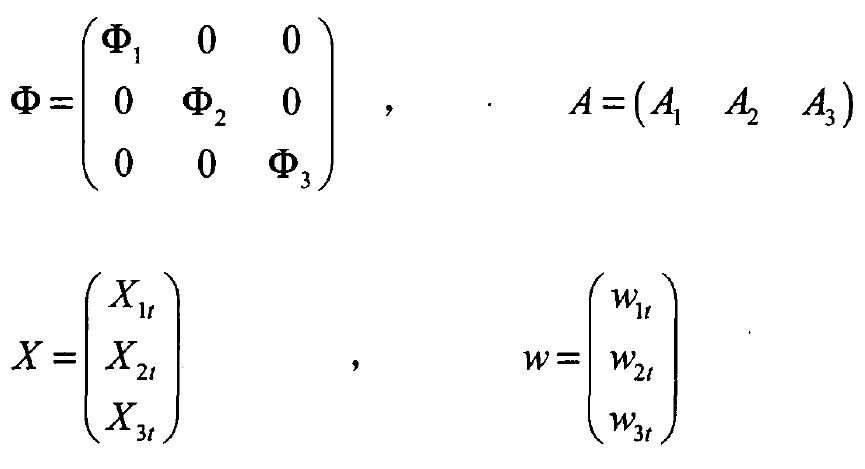 Φ = ( Φ₁ 0 0 ; 0 Φ₂ 0 ; 0 0 Φ₃ ) , A = ( A₁ A₂ A₃ )
X = ( X₁ₜ ; X₂ₜ ; X₃ₜ ) , w = ( w₁ₜ ; w₂ₜ ; w₃ₜ )